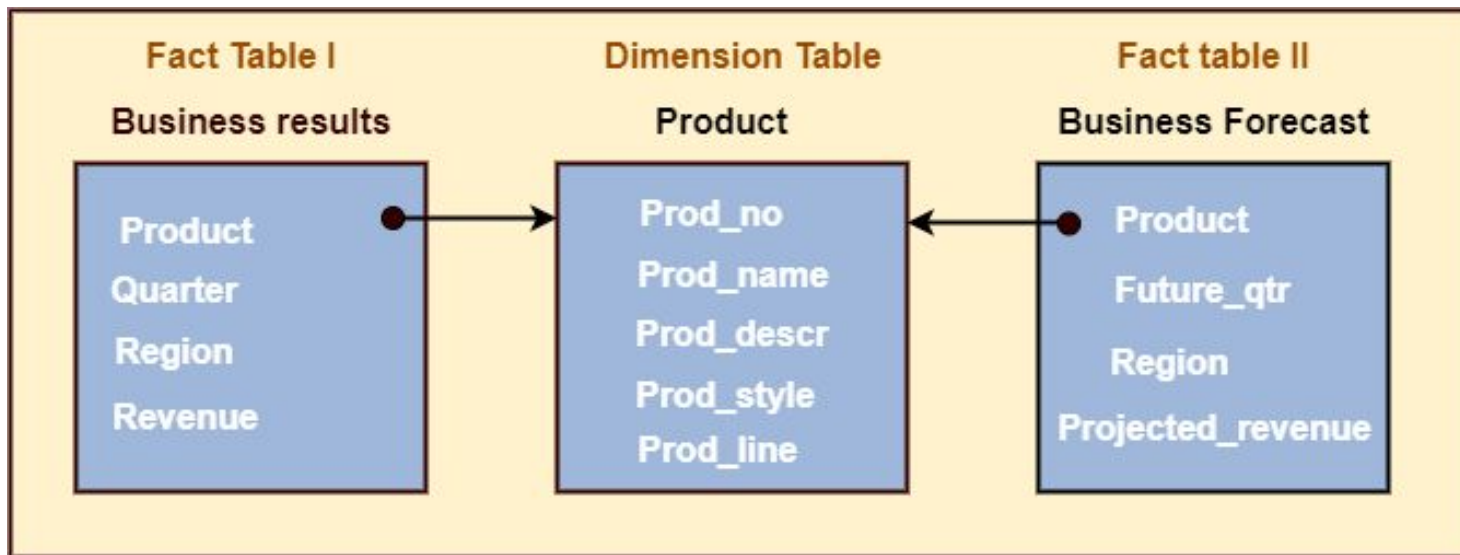 Fact Table I
Business results
Product
Quarter
Region
Revenue
Dimension Table
Product
Prod_no
Prod_name
Prod_descr
Prod_style
Prod_line
Fact table II
Business Forecast
Product
Future_qtr
Region
Projected_revenue